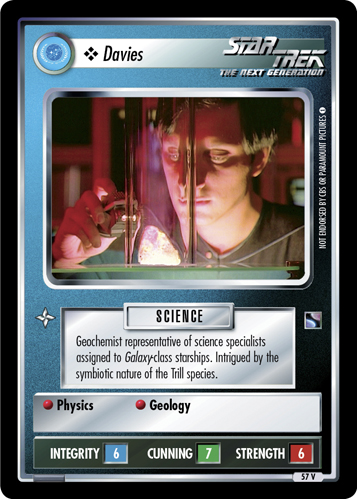 ❖ Davies
STAR TREK
THE NEXT GENERATION
NOT ENDORSED BY CBS OR PARAMOUNT PICTURES
SCIENCE
Geochemist representative of science specialists
assigned to Galaxy-class starships. Intrigued by the
symbiotic nature of the Trill species.
Physics
Geology
INTEGRITY 6 CUNNING 7 STRENGTH 6
57 V